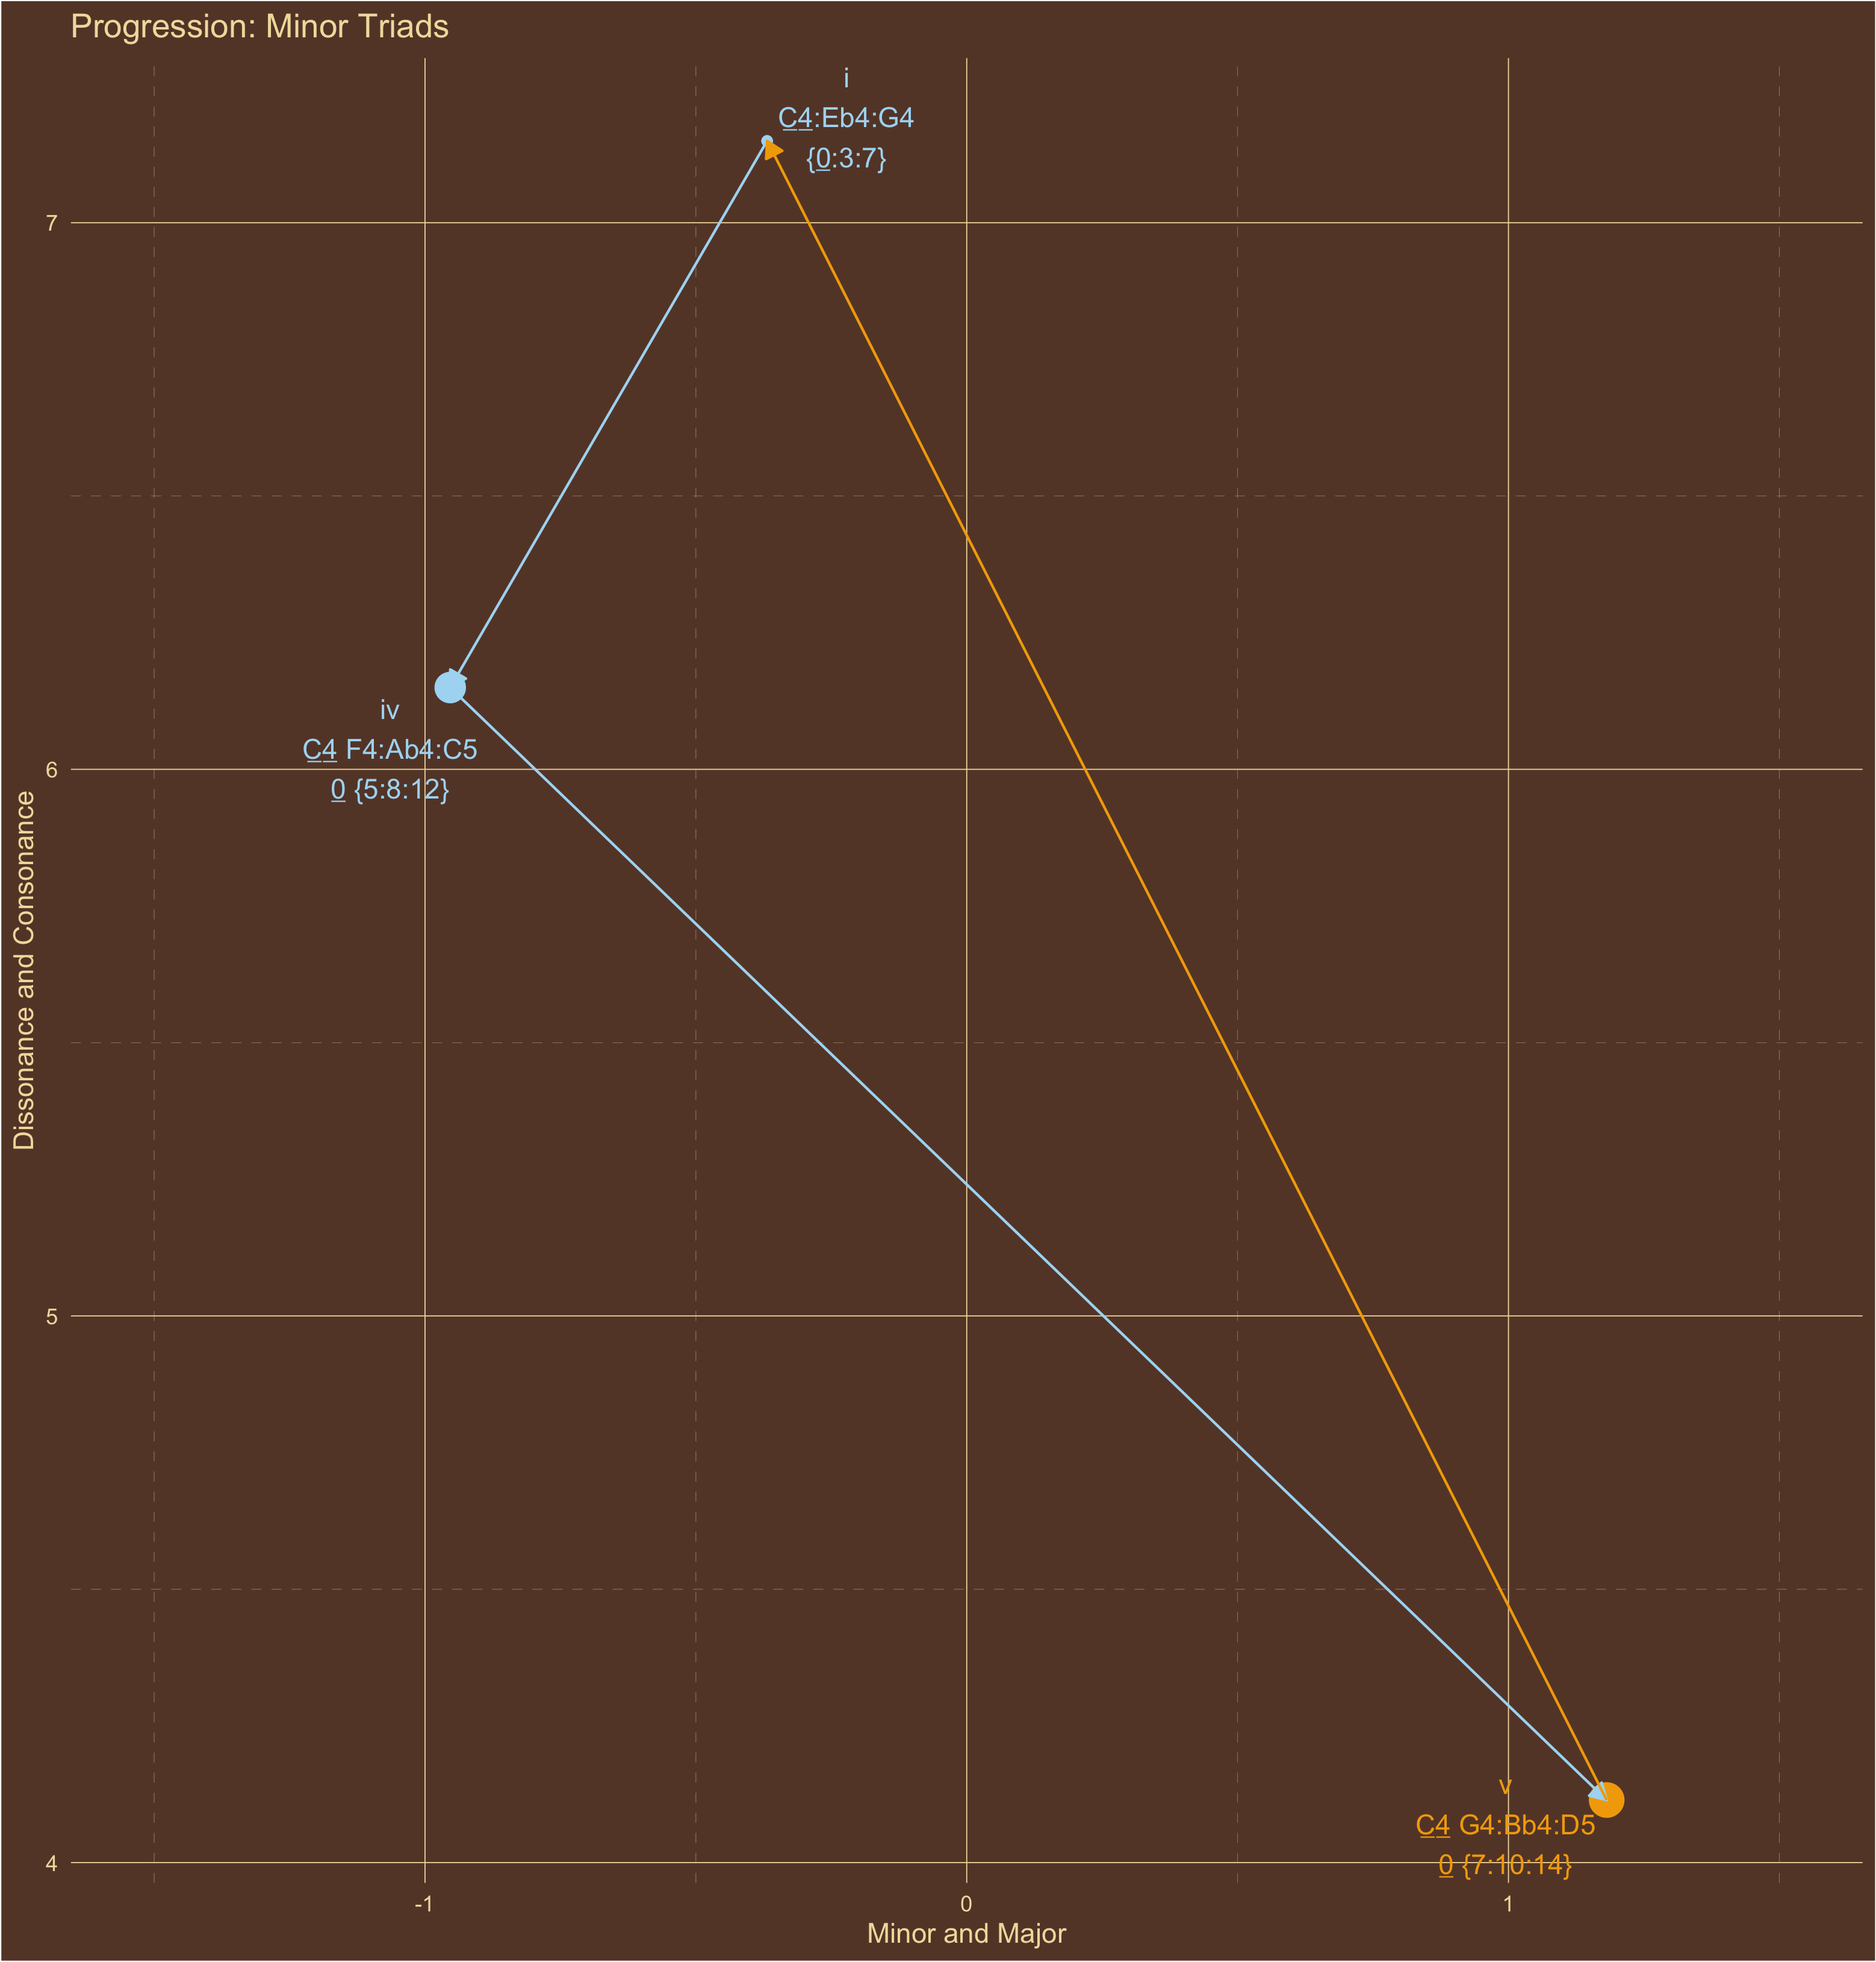 Progression: Minor Triads
i
C4:Eb4:G4
{0:3:7}
7
iv
C4 F4:Ab4:C5
0 {5:8:12}
6
5
v
C4 G4:Bb4:D5
0 {7:10:14}
4
-1
0
1
Minor and Major
Dissonance and Consonance